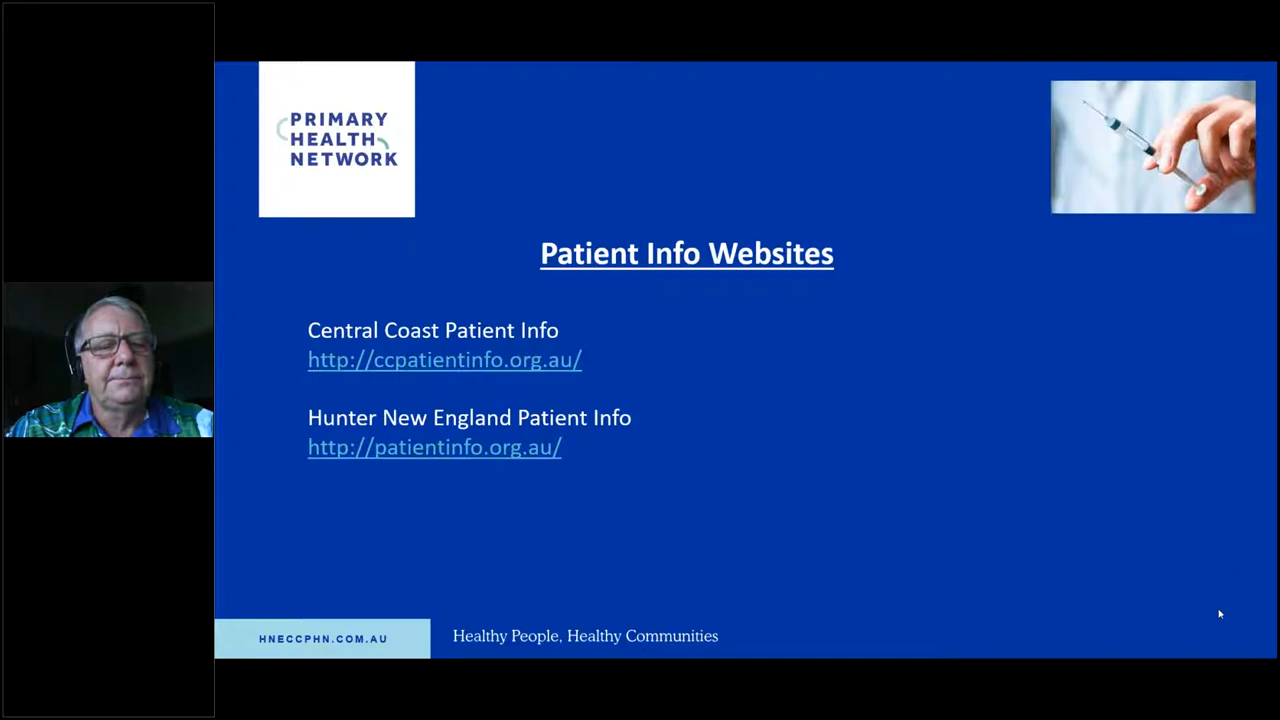 PRIMARY
HEALTH
NETWORK
Patient Info Websites
Central Coast Patient Info
http://ccpatientinfo.org.au/
Hunter New England Patient Info
http://patientinfo.org.au/
HNECCPHN.COM.AU
Healthy People, Healthy Communities